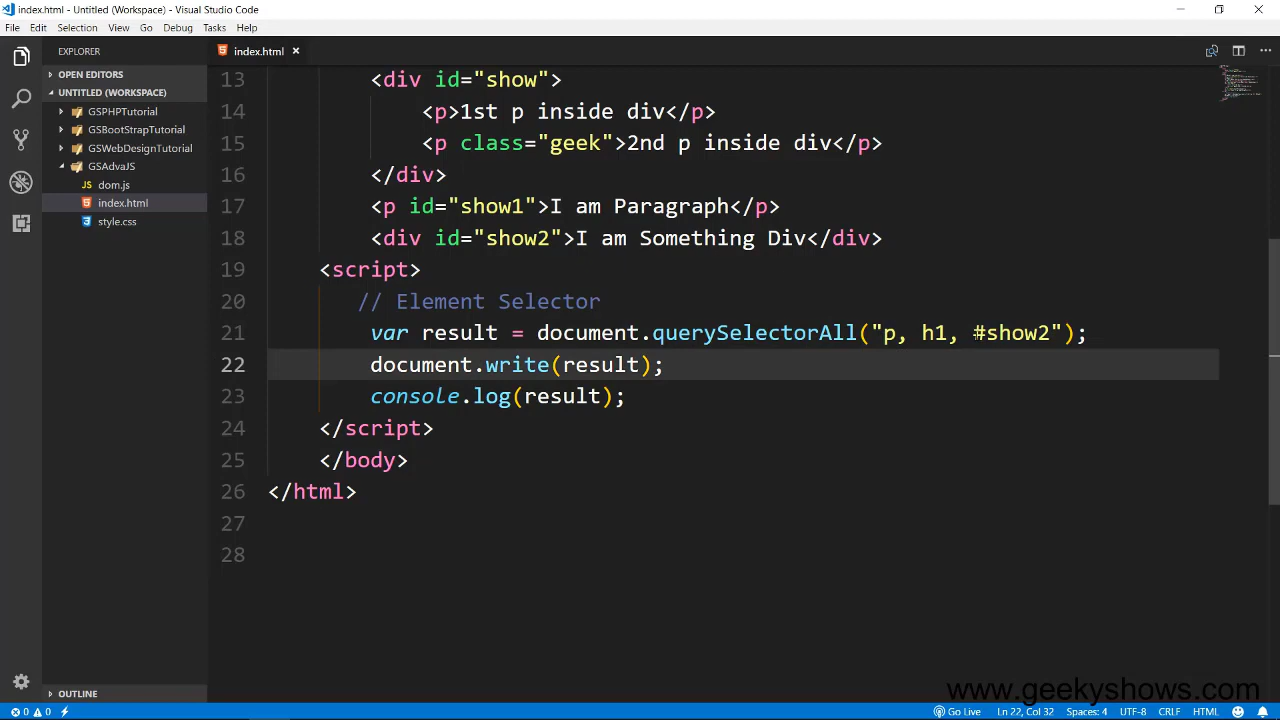 index.html - Untitled (Workspace) - Visual Studio Code
File Edit Selection View Go Debug Tasks Help
EXPLORER
OPEN EDITORS
UNTITLED (WORKSPACE)
GSPHPTutorial
GSBootStrapTutorial
GSWebDesignTutorial
GSAdvaJS
dom.js
index.html
style.css
OUTLINE
index.html ×
13 <div id="show">
14 <p>1st p inside div</p>
15 <p class="geek">2nd p inside div</p>
16 </div>
17 <p id="show1">I am Paragraph</p>
18 <div id="show2">I am Something Div</div>
19 <script>
20 // Element Selector
21 var result = document.querySelectorAll("p, h1, #show2");
22 document.write(result);
23 console.log(result);
24 </script>
25 </body>
26 </html>
27
28
www.geekyshows.com
0 0 Go Live Ln 22, Col 32 Spaces: 4 UTF-8 CRLF HTML